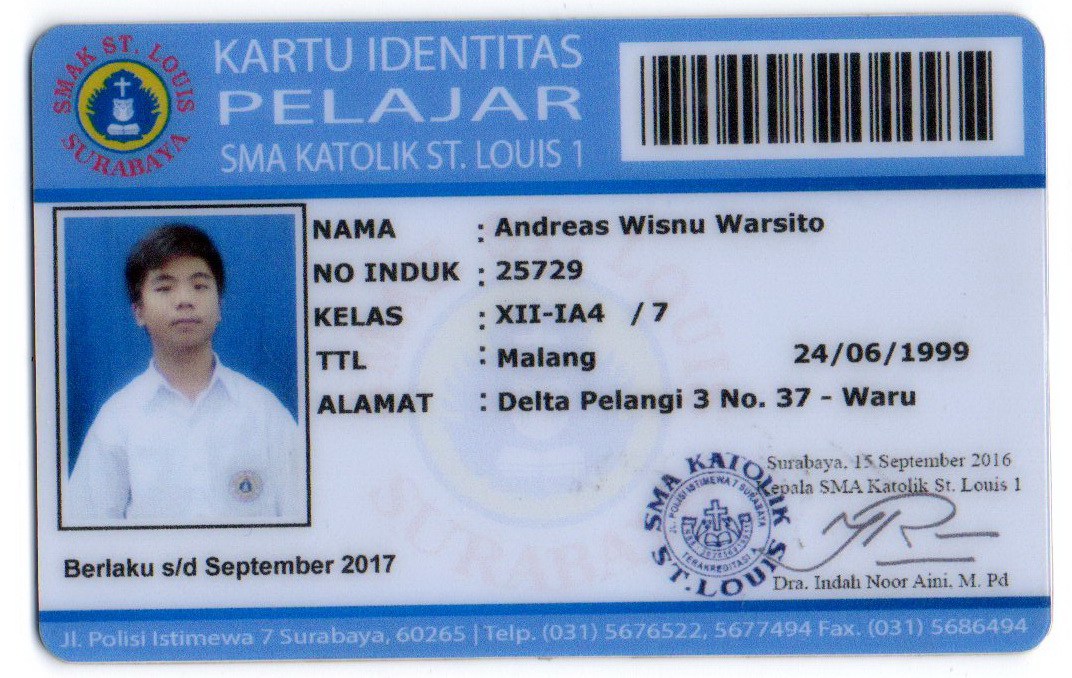 SMAK ST. LOUIS
SURABAYA
KARTU IDENTITAS
PELAJAR
SMA KATOLIK ST. LOUIS 1
NAMA : Andreas Wisnu Warsito
NO INDUK : 25729
KELAS : XII-IA4 / 7
TTL : Malang 24/06/1999
ALAMAT : Delta Pelangi 3 No. 37 - Waru
Surabaya, 15 September 2016
Kepala SMA Katolik St. Louis 1
SMA KATOLIK
JL. POLISI ISTIMEWA 7 SURABAYA
TERAKREDITASI A
ST. LOUIS
Dra. Indah Noor Aini, M. Pd
Berlaku s/d September 2017
Jl. Polisi Istimewa 7 Surabaya, 60265 | Telp. (031) 5676522, 5677494 Fax. (031) 5686494